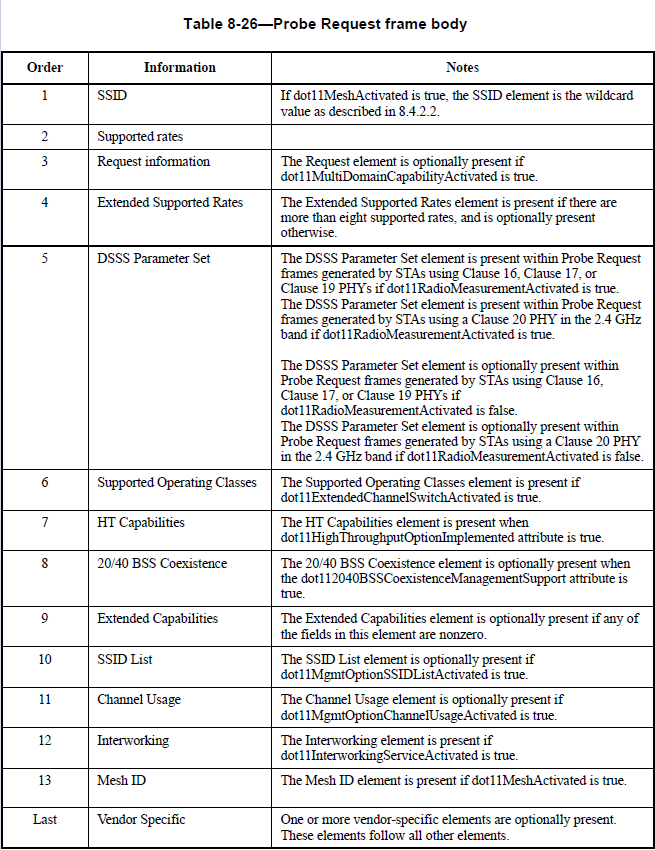 Table 8-26—Probe Request frame body
Order Information Notes
1 SSID If dot11MeshActivated is true, the SSID element is the wildcard
value as described in 8.4.2.2.
2 Supported rates
3 Request information The Request element is optionally present if
dot11MultiDomainCapabilityActivated is true.
4 Extended Supported Rates The Extended Supported Rates element is present if there are
more than eight supported rates, and is optionally present
otherwise.
5 DSSS Parameter Set The DSSS Parameter Set element is present within Probe Request
frames generated by STAs using Clause 16, Clause 17, or
Clause 19 PHYs if dot11RadioMeasurementActivated is true.
The DSSS Parameter Set element is present within Probe Request
frames generated by STAs using a Clause 20 PHY in the 2.4 GHz
band if dot11RadioMeasurementActivated is true.
The DSSS Parameter Set element is optionally present within
Probe Request frames generated by STAs using Clause 16,
Clause 17, or Clause 19 PHYs if
dot11RadioMeasurementActivated is false.
The DSSS Parameter Set element is optionally present within
Probe Request frames generated by STAs using a Clause 20 PHY
in the 2.4 GHz band if dot11RadioMeasurementActivated is false.
6 Supported Operating Classes The Supported Operating Classes element is present if
dot11ExtendedChannelSwitchActivated is true.
7 HT Capabilities The HT Capabilities element is present when
dot11HighThroughputOptionImplemented attribute is true.
8 20/40 BSS Coexistence The 20/40 BSS Coexistence element is optionally present when
the dot112040BSSCoexistenceManagementSupport attribute is
true.
9 Extended Capabilities The Extended Capabilities element is optionally present if any of
the fields in this element are nonzero.
10 SSID List The SSID List element is optionally present if
dot11MgmtOptionSSIDListActivated is true.
11 Channel Usage The Channel Usage element is optionally present if
dot11MgmtOptionChannelUsageActivated is true.
12 Interworking The Interworking element is present if
dot11InterworkingServiceActivated is true.
13 Mesh ID The Mesh ID element is present if dot11MeshActivated is true.
Last Vendor Specific One or more vendor-specific elements are optionally present.
These elements follow all other elements.